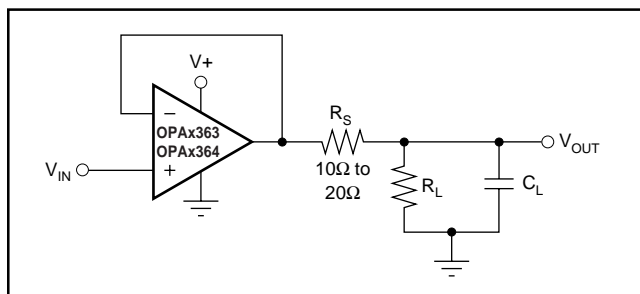 V+
−
OPAx363
OPAx364
+
V_IN
R_S
10Ω to
20Ω
R_L
C_L
V_OUT